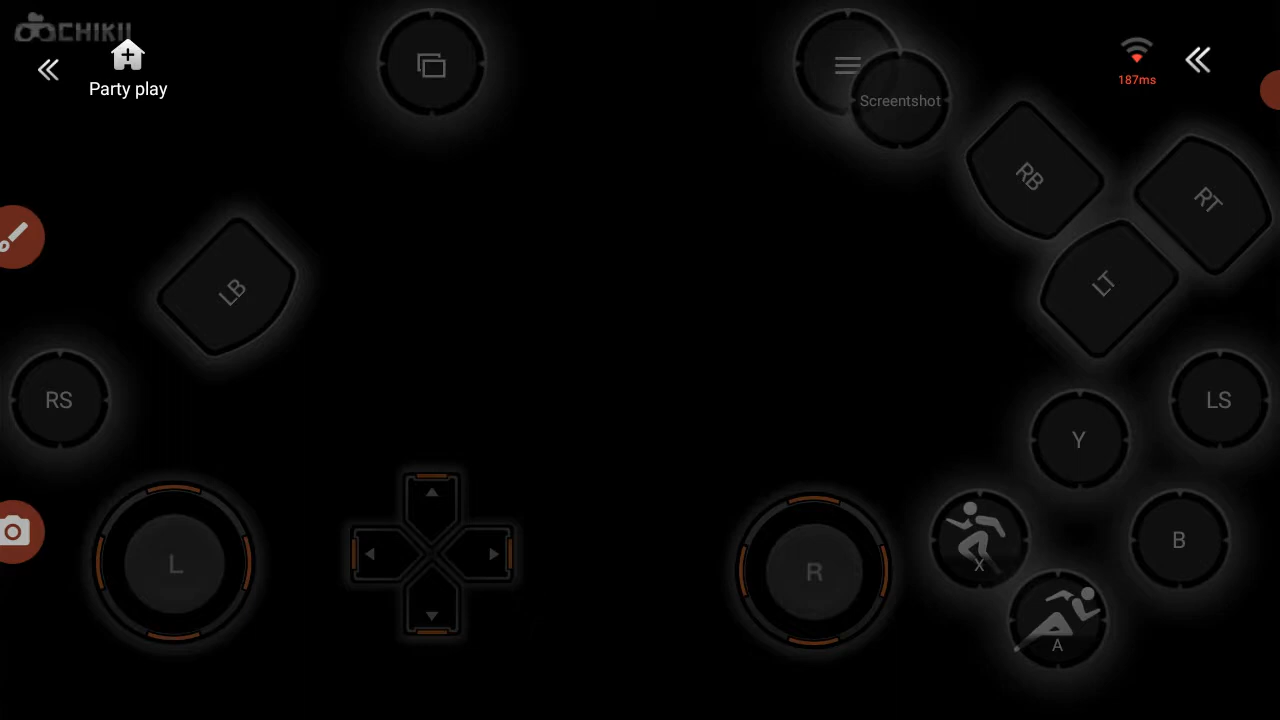 CHIKII
Party play
Screentshot
187ms
RB
RT
LB
LT
RS
LS
Y
X
B
A
L
R